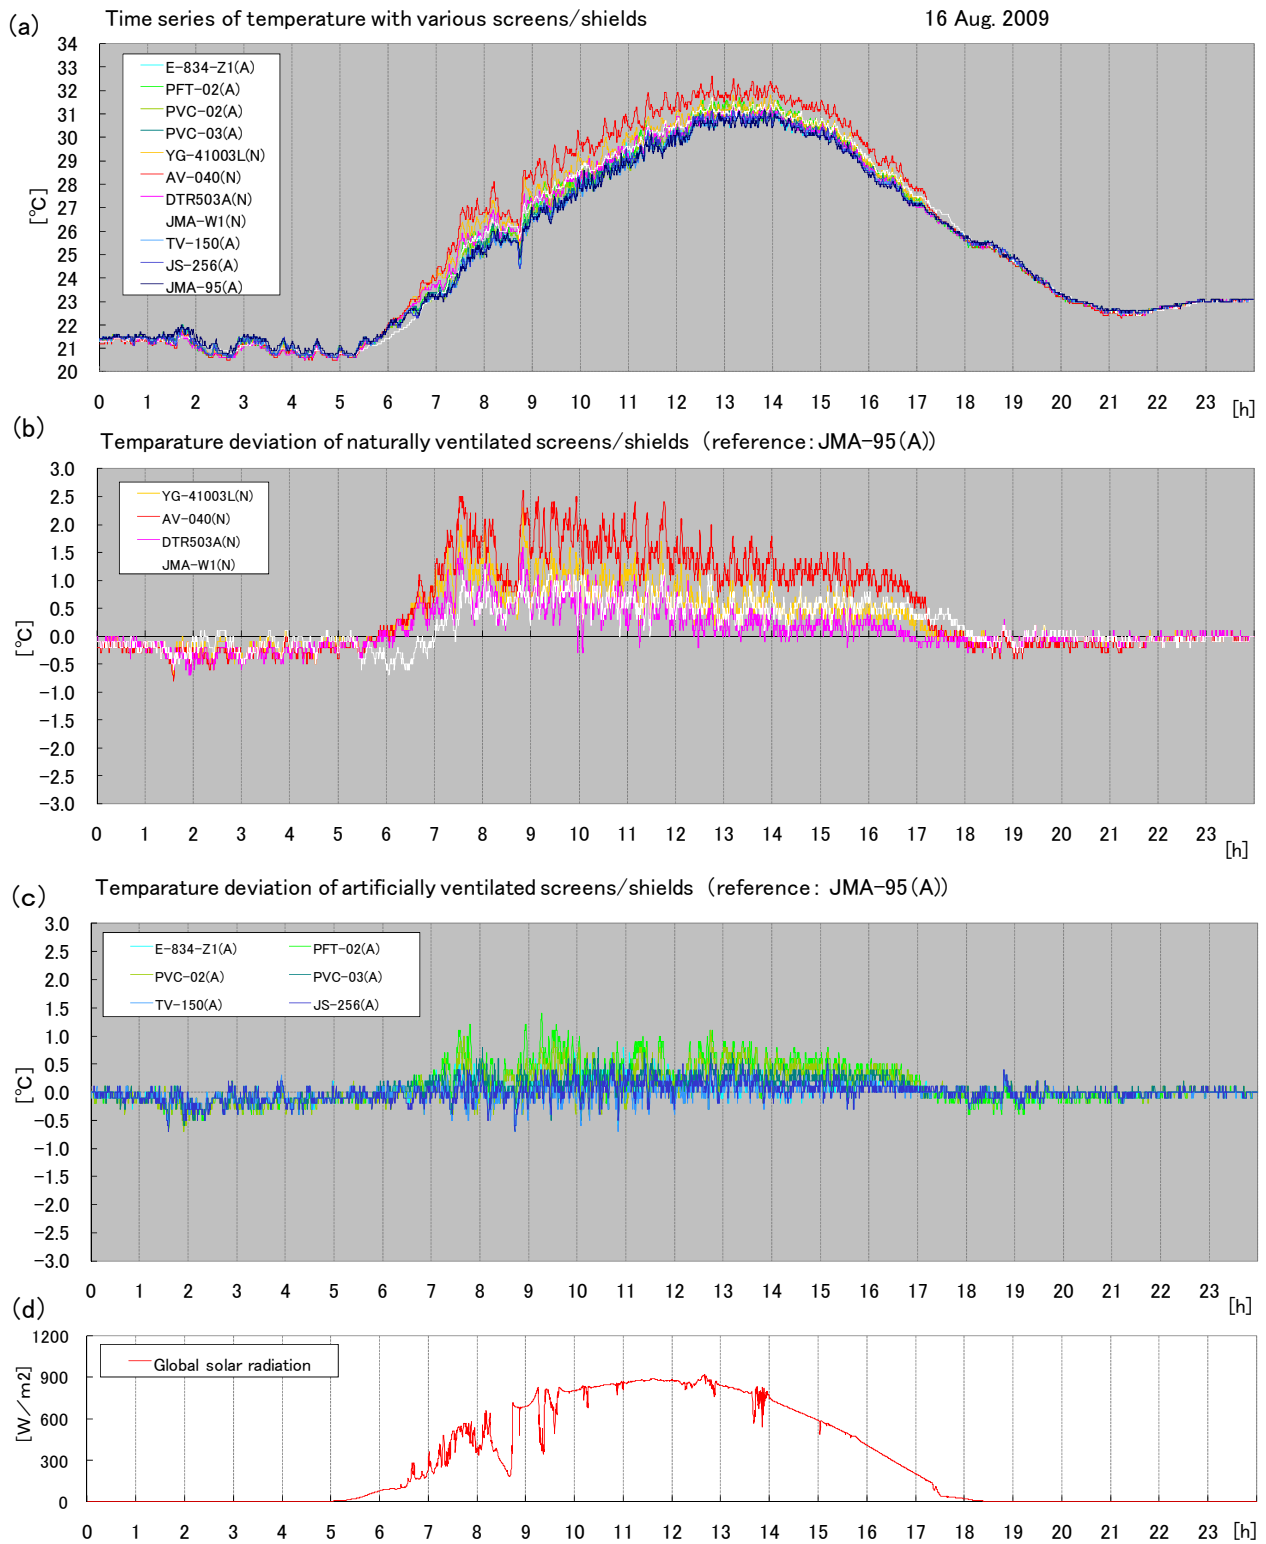 (a) Time series of temperature with various screens/shields 16 Aug. 2009
34
33
32
31
30
29
28
27
26
25
24
23
22
21
20
[℃]
E-834-Z1(A)
PFT-02(A)
PVC-02(A)
PVC-03(A)
YG-41003L(N)
AV-040(N)
DTR503A(N)
JMA-W1(N)
TV-150(A)
JS-256(A)
JMA-95(A)
0 1 2 3 4 5 6 7 8 9 10 11 12 13 14 15 16 17 18 19 20 21 22 23 [h]
(b)
Temparature deviation of naturally ventilated screens/shields (reference: JMA-95(A))
3.0
2.5
2.0
1.5
1.0
0.5
0.0
-0.5
-1.0
-1.5
-2.0
-2.5
-3.0
[℃]
YG-41003L(N)
AV-040(N)
DTR503A(N)
JMA-W1(N)
0 1 2 3 4 5 6 7 8 9 10 11 12 13 14 15 16 17 18 19 20 21 22 23
[h]
(c) Temparature deviation of artificially ventilated screens/shields (reference: JMA-95(A))
3.0
2.5
2.0
1.5
1.0
0.5
0.0
-0.5
-1.0
-1.5
-2.0
-2.5
-3.0
[℃]
E-834-Z1(A) PFT-02(A)
PVC-02(A) PVC-03(A)
TV-150(A) JS-256(A)
0 1 2 3 4 5 6 7 8 9 10 11 12 13 14 15 16 17 18 19 20 21 22 23
[h]
(d)
1200
900
600
300
0
[W/m2]
Global solar radiation
0 1 2 3 4 5 6 7 8 9 10 11 12 13 14 15 16 17 18 19 20 21 22 23 [h]